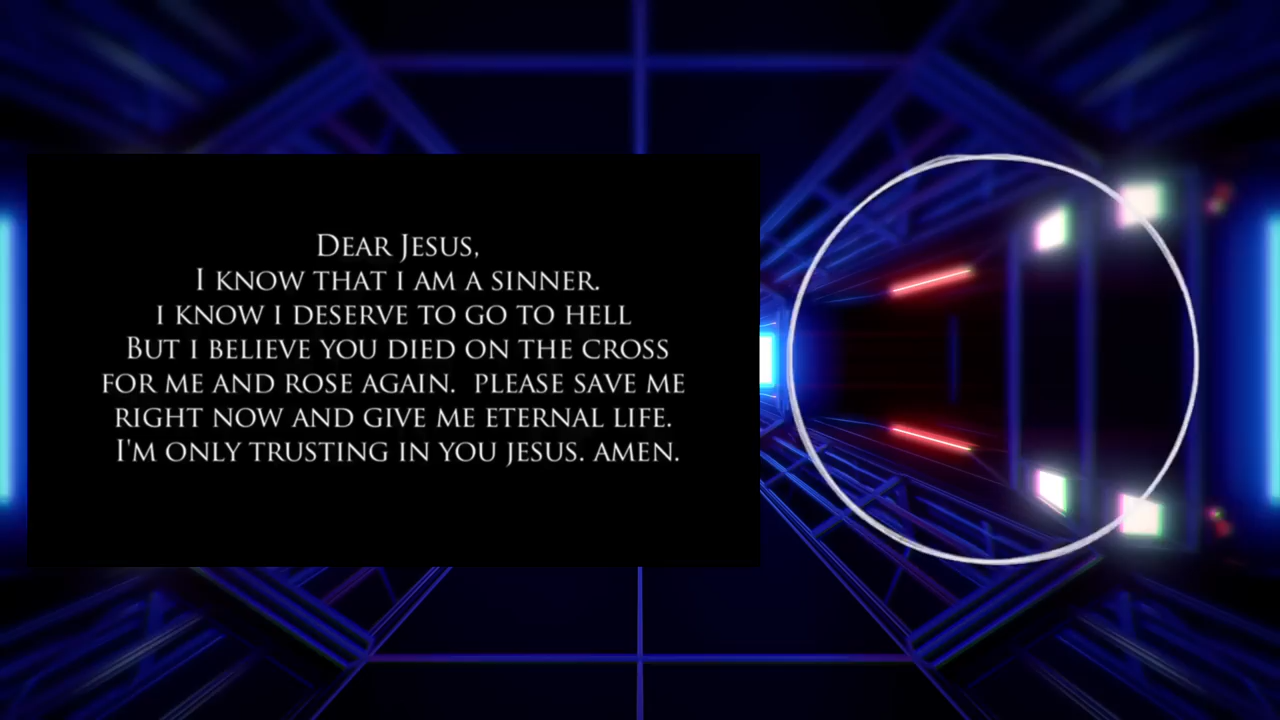 Dear Jesus,
I know that i am a sinner.
i know i deserve to go to hell
But i believe you died on the cross
for me and rose again.  please save me
right now and give me eternal life.
I'm only trusting in you Jesus. Amen.